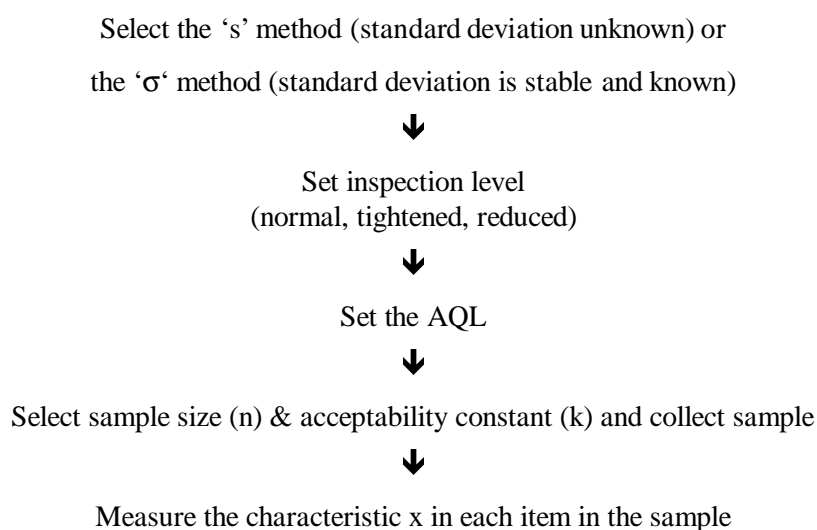 Select the ‘s’ method (standard deviation unknown) or
the ‘σ‘ method (standard deviation is stable and known)
🡻
Set inspection level
(normal, tightened, reduced)
🡻
Set the AQL
🡻
Select sample size (n) & acceptability constant (k) and collect sample
🡻
Measure the characteristic x in each item in the sample